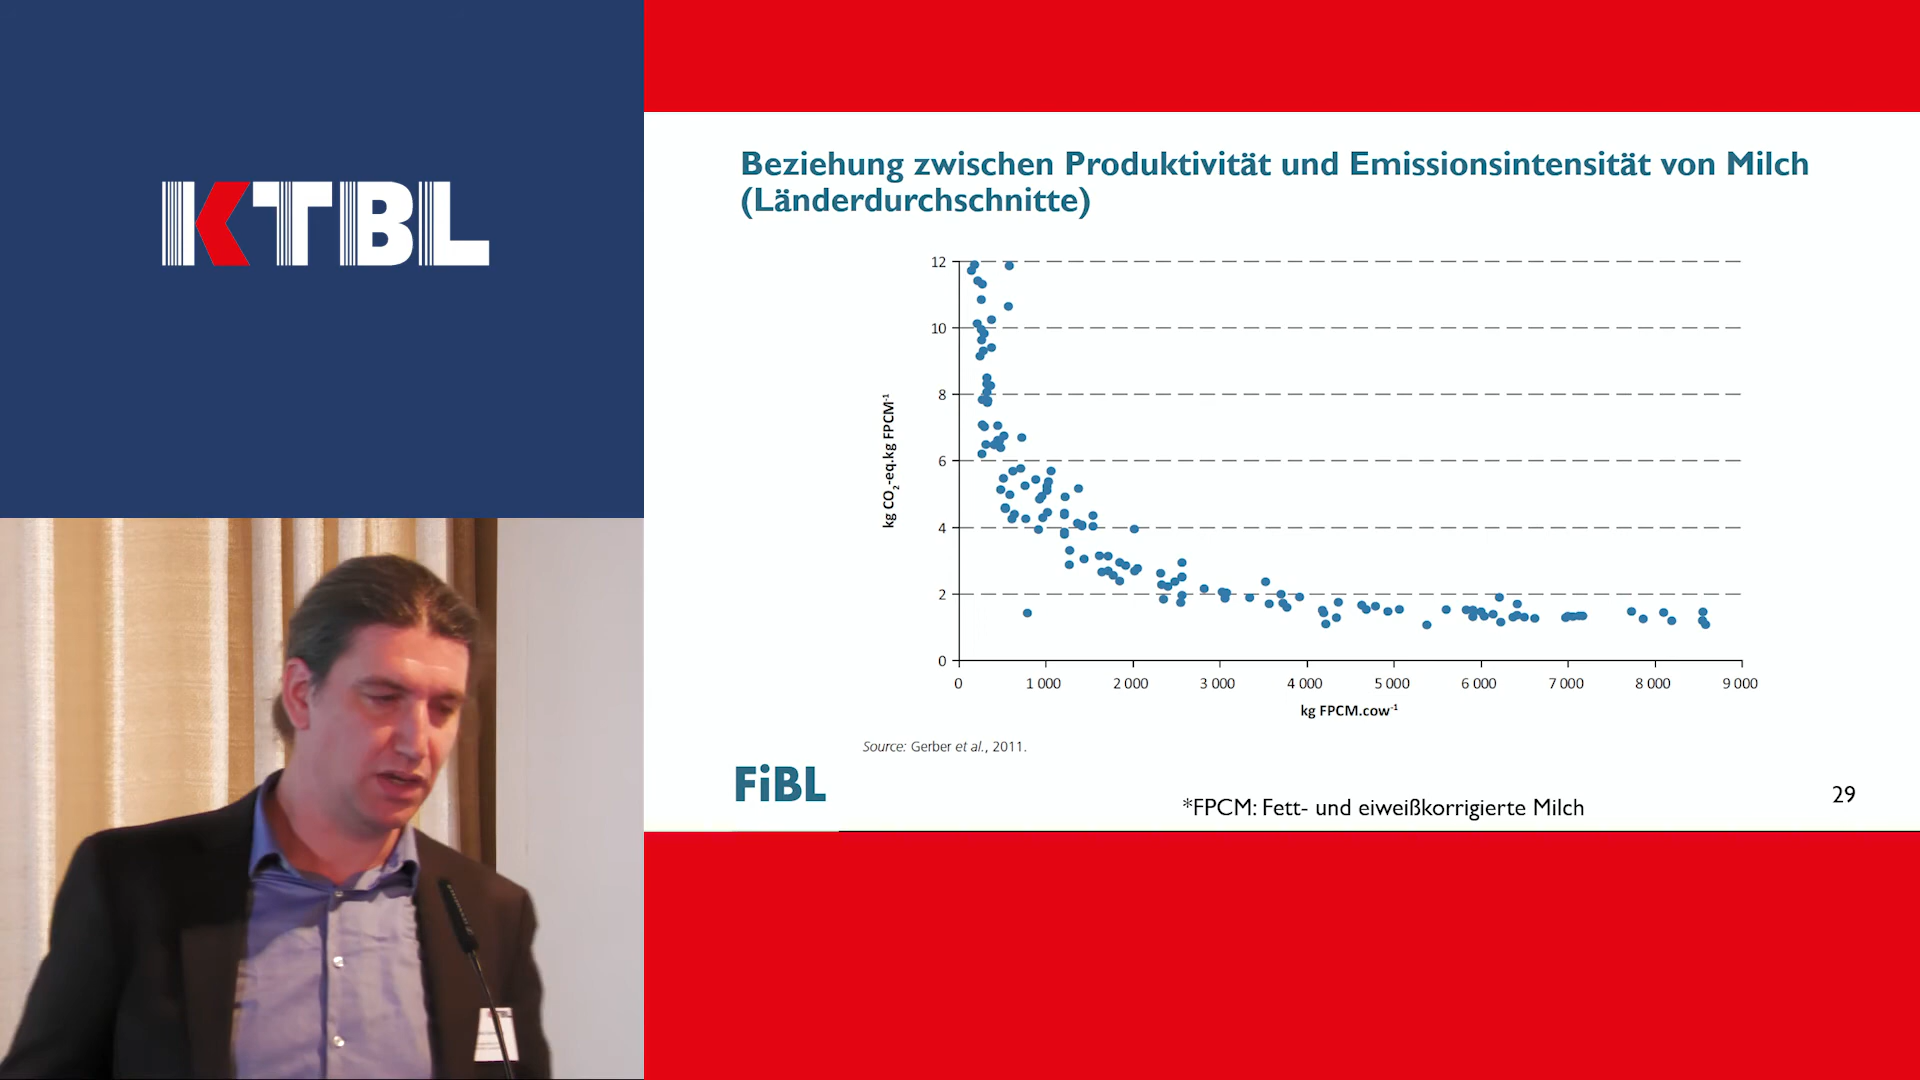 KTBL
Beziehung zwischen Produktivität und Emissionsintensität von Milch
(Länderdurchschnitte)
12
10
8
6
4
2
0
kg CO₂-eq.kg FPCM⁻¹
0 1 000 2 000 3 000 4 000 5 000 6 000 7 000 8 000 9 000
kg FPCM.cow⁻¹
Source: Gerber et al., 2011.
FiBL
*FPCM: Fett- und eiweißkorrigierte Milch
29